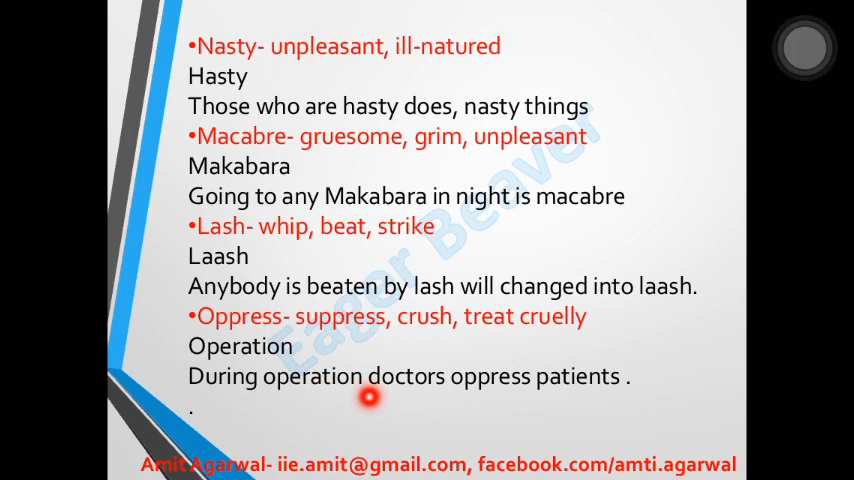 •Nasty- unpleasant, ill-natured
Hasty
Those who are hasty does, nasty things
•Macabre- gruesome, grim, unpleasant
Makabara
Going to any Makabara in night is macabre
•Lash- whip, beat, strike
Laash
Anybody is beaten by lash will changed into laash.
•Oppress- suppress, crush, treat cruelly
Operation
During operation doctors oppress patients .
.
Eager Beaver
Amit Agarwal- iie.amit@gmail.com, facebook.com/amti.agarwal